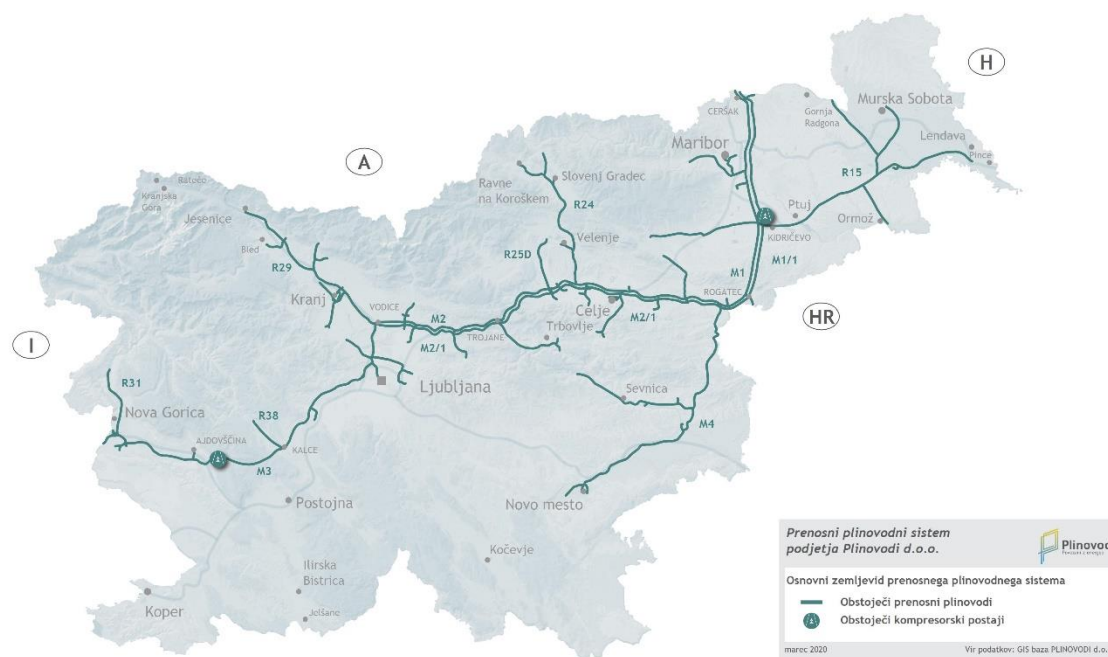 H
CERŠAK
Gornja
Radgona
Murska Sobota
Lendava
Pince
Maribor
A
Ravne
na Koroškem
Slovenj Gradec
R15
Rateče
Kranjska
Gora
Jesenice
Bled
R24
Ptuj
Ormož
KIDRIČEVO
Velenje
R25D
M1
M1/1
R29
Kranj
VODICE
M2
M2/1
TROJANE
Trbovlje
Celje
M2/1
ROGATEC
HR
I
Ljubljana
R31
Nova Gorica
R38
Sevnica
AJDOVŠČINA
KALCE
M3
M4
Postojna
Novo mesto
Kočevje
Ilirska
Bistrica
Koper
Jelšane
Prenosni plinovodni sistem
podjetja Plinovodi d.o.o.
Plinovod
Osnovni zemljevid prenosnega plinovodnega sistema
Obstoječi prenosni plinovodi
Obstoječi kompresorski postaji
marec 2020
Vir podatkov: GIS baza PLINOVODI d.o.